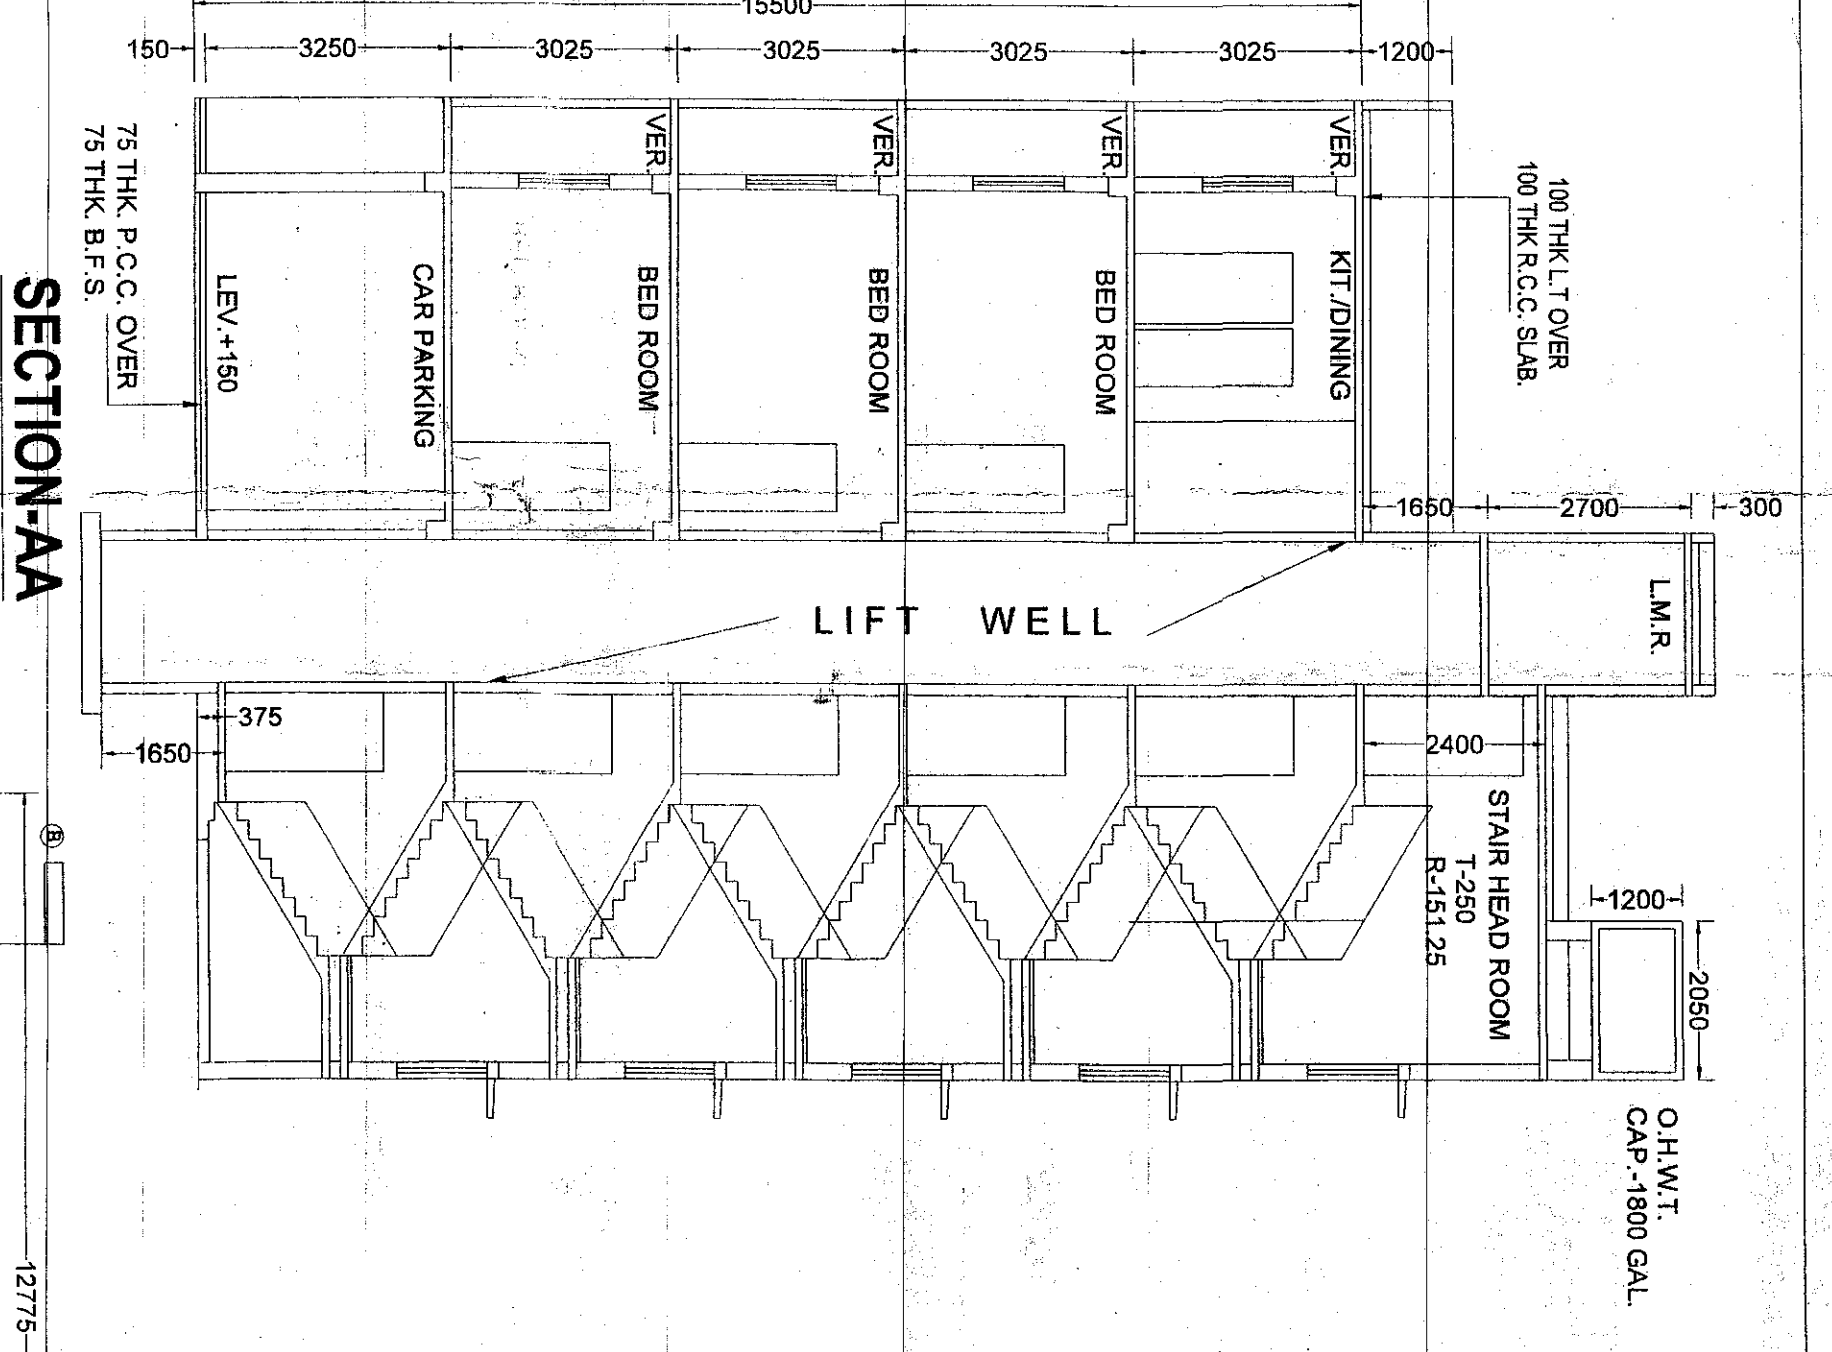 15500
150
3250
3025
3025
3025
3025
1200
VER.
VER.
VER.
VER.
100 THK L.T OVER
100 THK R.C.C. SLAB.
75 THK. P.C.C. OVER
75 THK. B.F.S.
LEV.+150
CAR PARKING
BED ROOM
BED ROOM
BED ROOM
KIT./DINING
SECTION-AA
1650
2700
300
LIFT WELL
L.M.R.
375
1650
2400
STAIR HEAD ROOM
T-250
R-151.25
1200
2050
O.H.W.T.
CAP.-1800 GAL.
B
12775